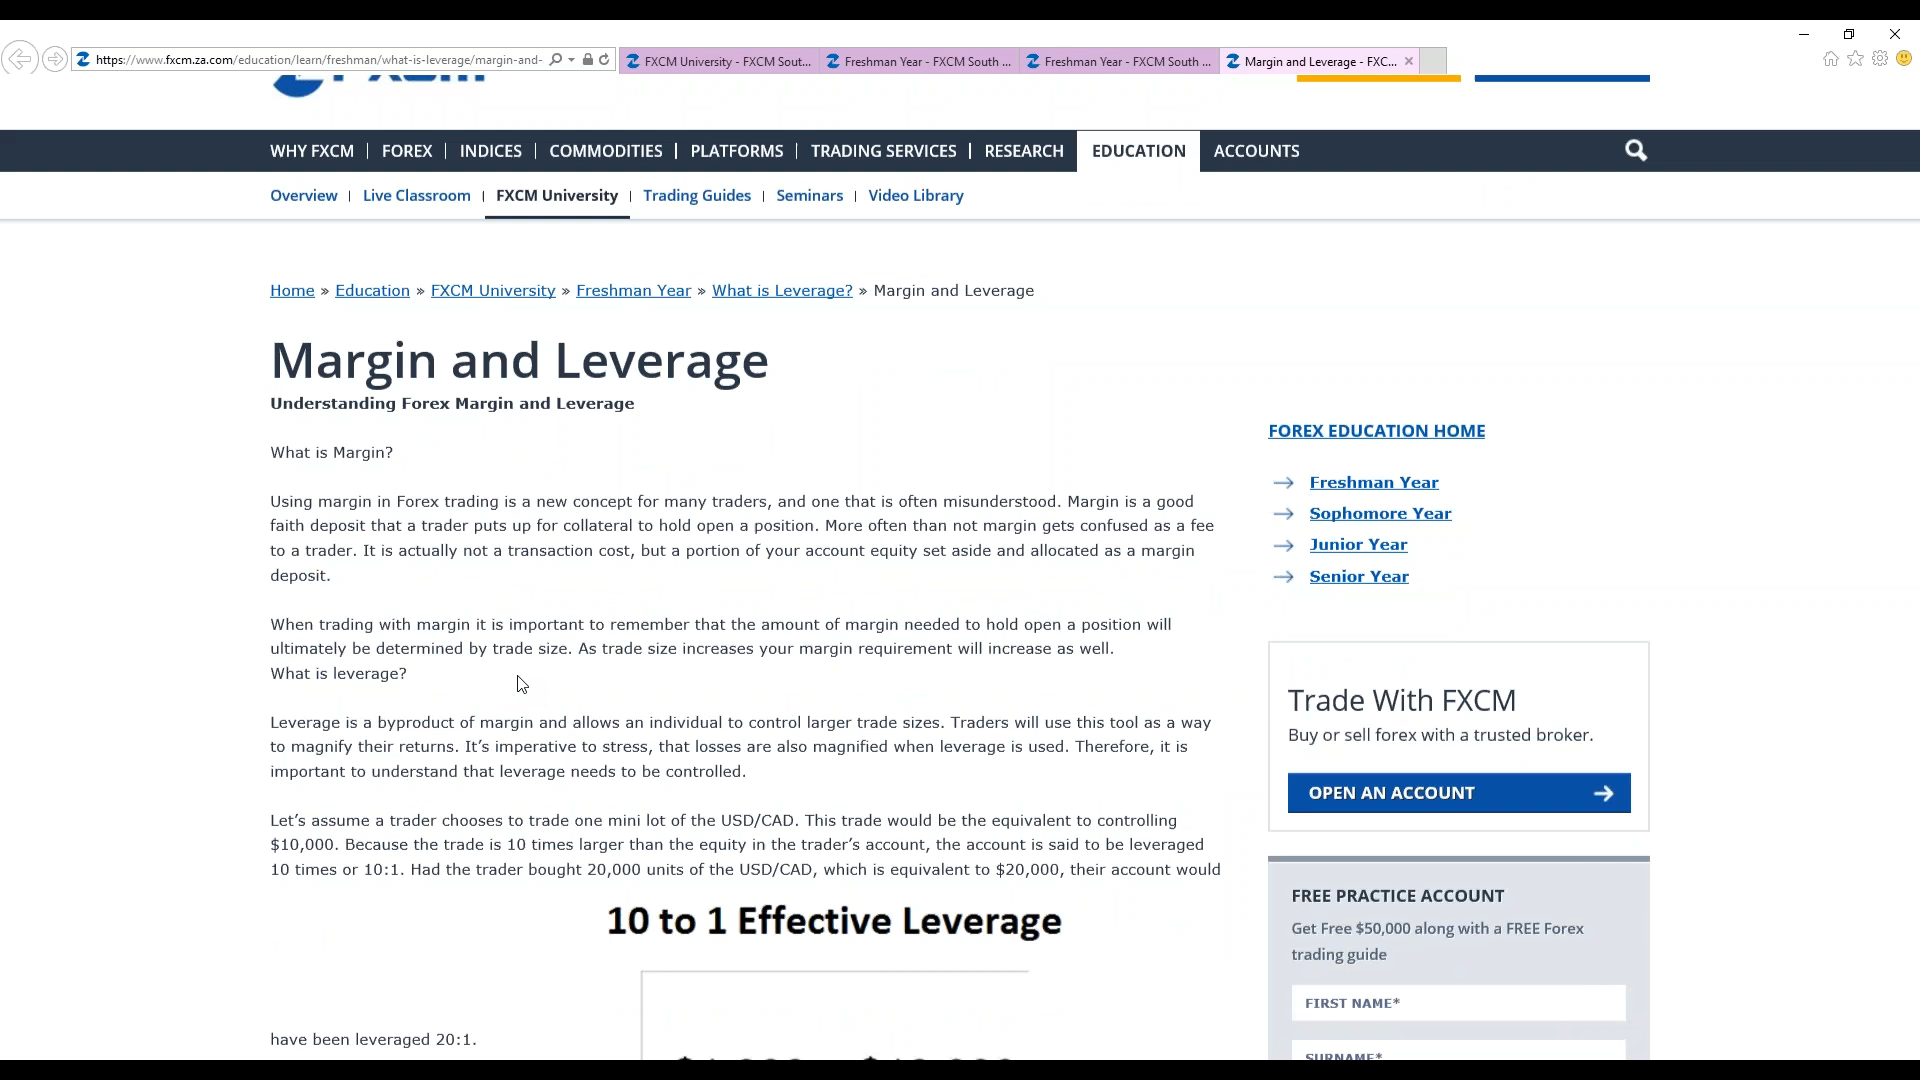 https://www.fxcm.za.com/education/learn/freshman/what-is-leverage/margin-and-
FXCM University - FXCM Sout...
Freshman Year - FXCM South ...
Freshman Year - FXCM South ...
Margin and Leverage - FXC...
WHY FXCM | FOREX | INDICES | COMMODITIES | PLATFORMS | TRADING SERVICES | RESEARCH EDUCATION ACCOUNTS
Overview | Live Classroom | FXCM University | Trading Guides | Seminars | Video Library
Home » Education » FXCM University » Freshman Year » What is Leverage? » Margin and Leverage
Margin and Leverage
Understanding Forex Margin and Leverage
What is Margin?
Using margin in Forex trading is a new concept for many traders, and one that is often misunderstood. Margin is a good
faith deposit that a trader puts up for collateral to hold open a position. More often than not margin gets confused as a fee
to a trader. It is actually not a transaction cost, but a portion of your account equity set aside and allocated as a margin
deposit.
When trading with margin it is important to remember that the amount of margin needed to hold open a position will
ultimately be determined by trade size. As trade size increases your margin requirement will increase as well.
What is leverage?
Leverage is a byproduct of margin and allows an individual to control larger trade sizes. Traders will use this tool as a way
to magnify their returns. It’s imperative to stress, that losses are also magnified when leverage is used. Therefore, it is
important to understand that leverage needs to be controlled.
Let’s assume a trader chooses to trade one mini lot of the USD/CAD. This trade would be the equivalent to controlling
$10,000. Because the trade is 10 times larger than the equity in the trader’s account, the account is said to be leveraged
10 times or 10:1. Had the trader bought 20,000 units of the USD/CAD, which is equivalent to $20,000, their account would
10 to 1 Effective Leverage
have been leveraged 20:1.
FOREX EDUCATION HOME
Freshman Year
Sophomore Year
Junior Year
Senior Year
Trade With FXCM
Buy or sell forex with a trusted broker.
OPEN AN ACCOUNT
FREE PRACTICE ACCOUNT
Get Free $50,000 along with a FREE Forex
trading guide
FIRST NAME*
SURNAME*